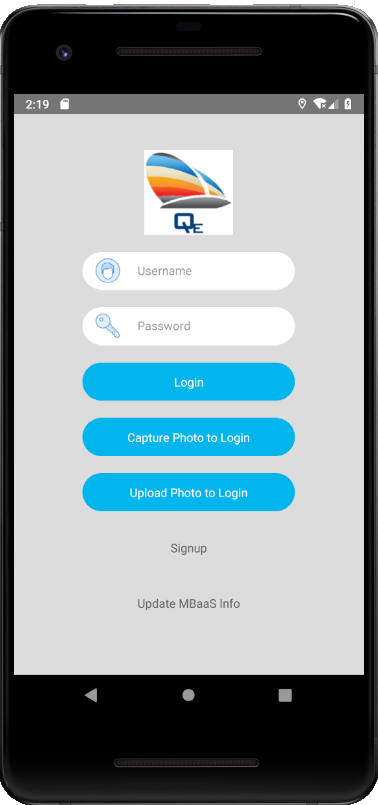 2:19
QE
Username
Password
Login
Capture Photo to Login
Upload Photo to Login
Signup
Update MBaaS Info